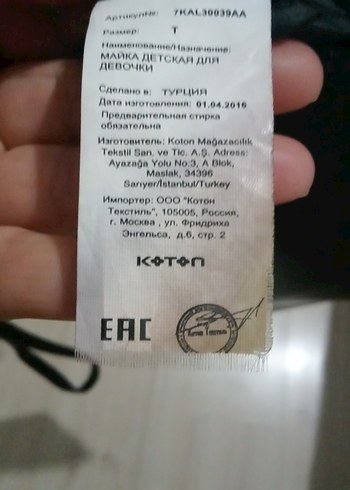 Артикул№: 7KAL30039AA
Размер: T
Наименование/Назначение:
МАЙКА ДЕТСКАЯ ДЛЯ
ДЕВОЧКИ
Сделано в: ТУРЦИЯ
Дата изготовления: 01.04.2016
Предварительная стирка
обязательна
Изготовитель: Koton Mağazacılık
Tekstil San. ve Tic. A.Ş. Adress:
Ayazağa Yolu No:3, A Blok,
Maslak, 34396
Sarıyer/İstanbul/Turkey
Импортер: ООО "Котон
Текстиль", 105005, Россия,
г. Москва , ул. Фридриха
Энгельса, д.6, стр. 2
KOTON
EAC